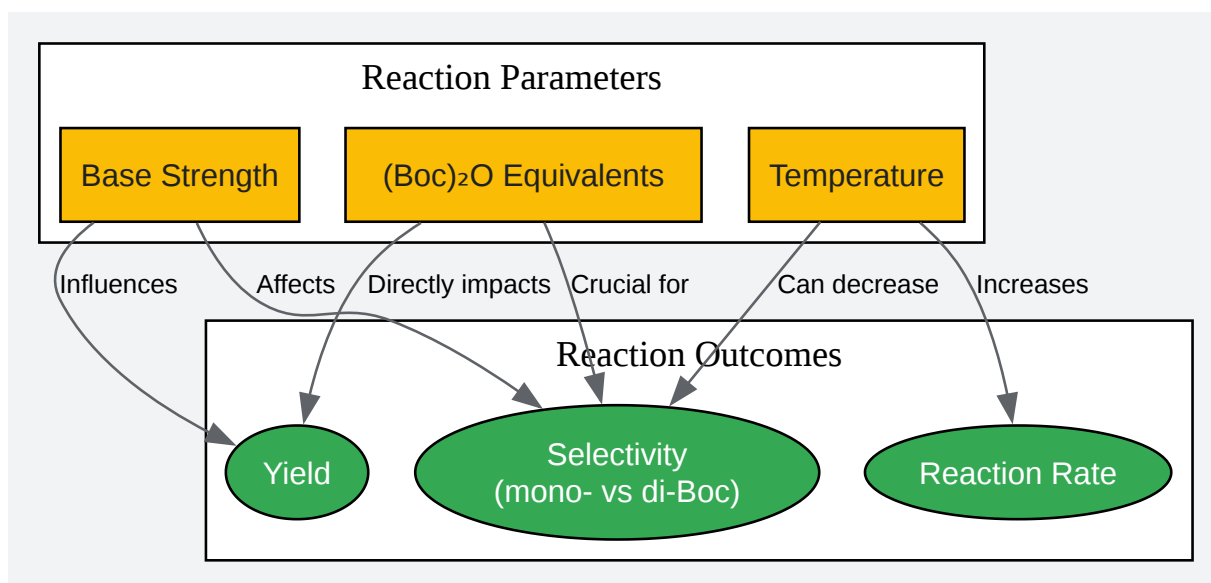 Reaction Parameters
Base Strength
(Boc)₂O Equivalents
Temperature
Influences
Affects
Directly impacts
Crucial for
Can decrease
Increases
Reaction Outcomes
Yield
Selectivity
(mono- vs di-Boc)
Reaction Rate